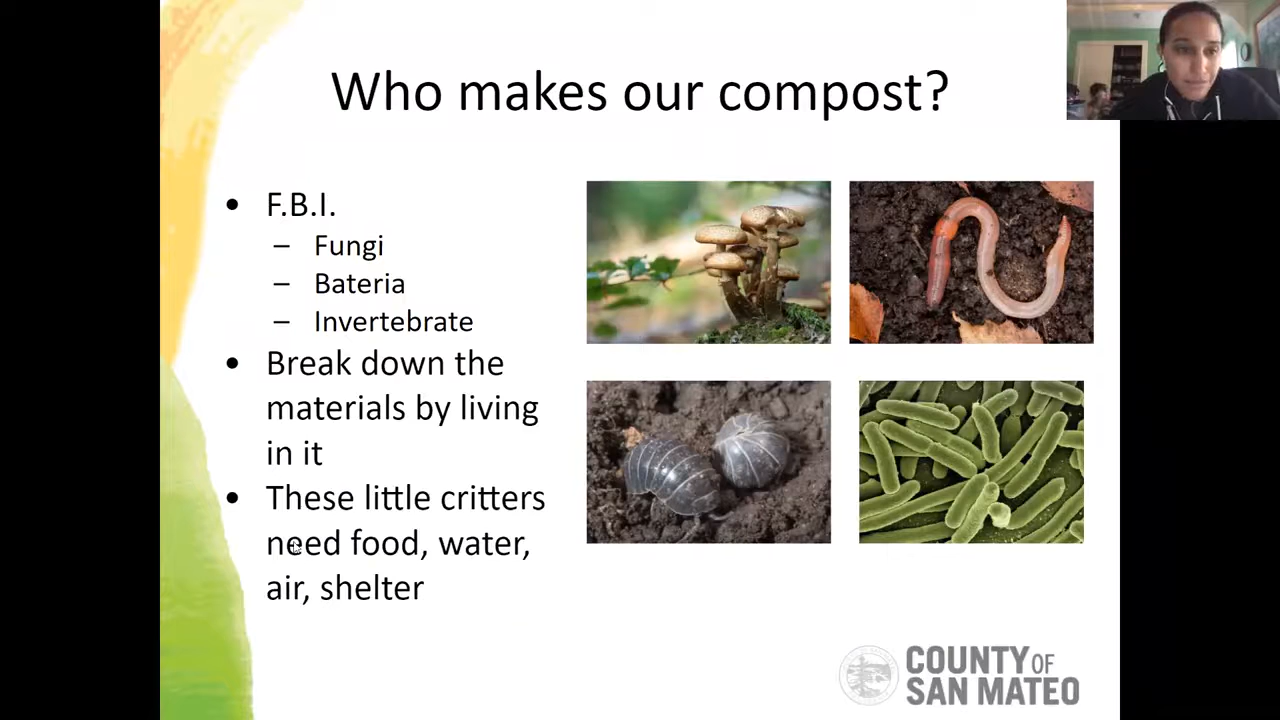 Who makes our compost?
• F.B.I.
– Fungi
– Bateria
– Invertebrate
• Break down the
materials by living
in it
• These little critters
need food, water,
air, shelter
COUNTY OF
SAN MATEO